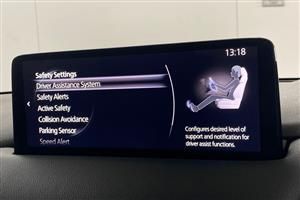 13:18
Safety Settings
Driver Assistance System
Safety Alerts
Active Safety
Collision Avoidance
Parking Sensor
Speed Alert
Configures desired level of
support and notification for
driver assist functions.